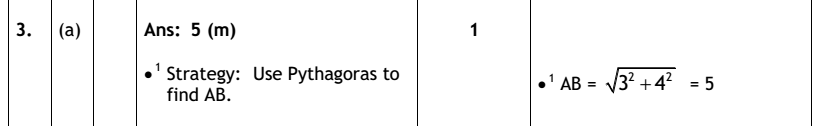 3. (a) Ans: 5 (m) 1
•¹ Strategy: Use Pythagoras to
find AB.
•¹ AB = √3² + 4² = 5